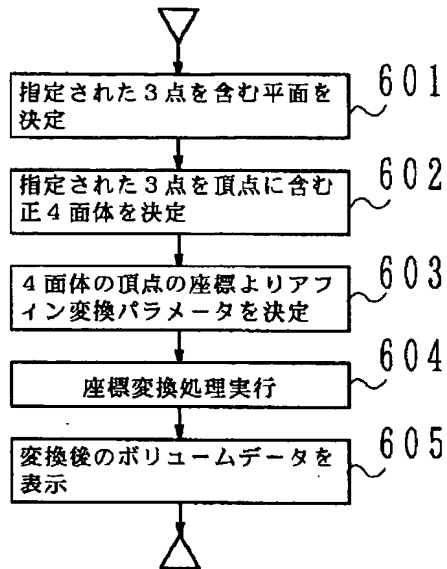 601
指定された3点を含む平面を
決定
602
指定された3点を頂点に含む
正4面体を決定
603
4面体の頂点の座標よりアフ
ィン変換パラメータを決定
604
座標変換処理実行
605
変換後のボリュームデータを
表示